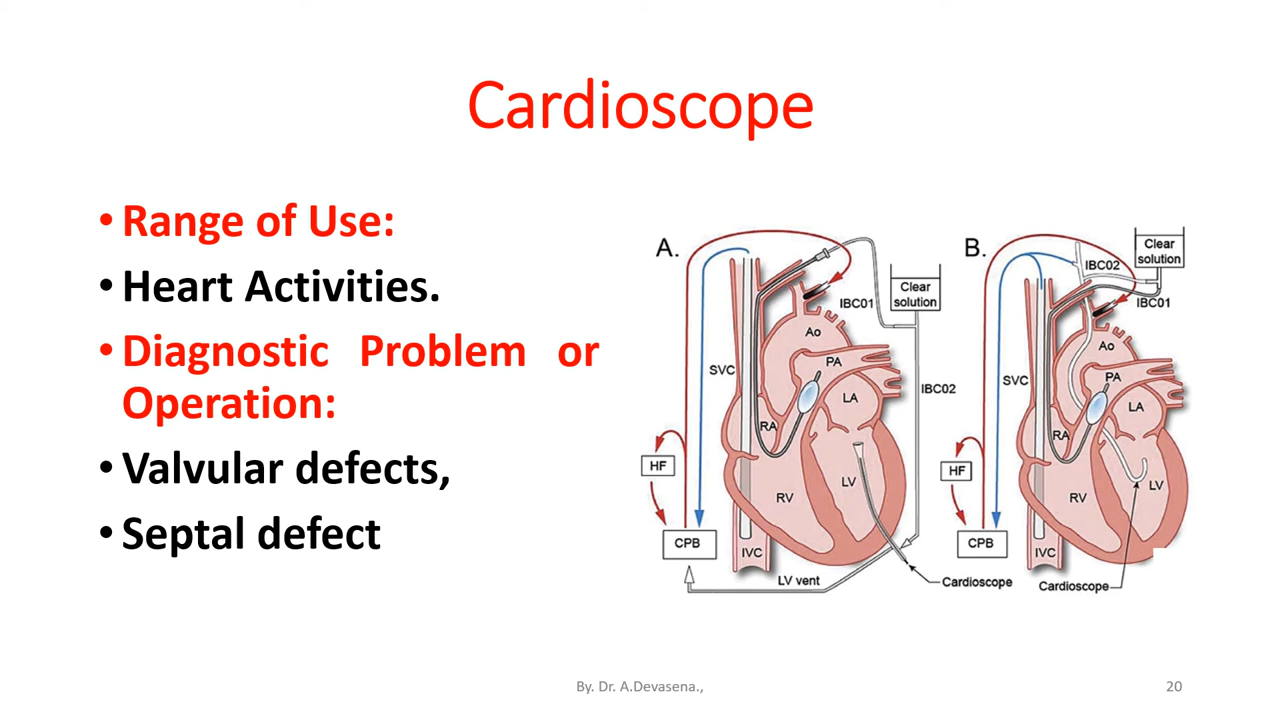 Cardioscope
• Range of Use:
• Heart Activities.
• Diagnostic Problem or
Operation:
• Valvular defects,
• Septal defect
A.
Clear
solution
IBC01
Ao
PA
SVC
LA
IBC02
RA
HF
LV
RV
CPB
IVC
LV vent
Cardioscope
B.
Clear
solution
IBC02
IBC01
Ao
PA
SVC
LA
RA
HF
LV
RV
CPB
IVC
Cardioscope
By. Dr. A.Devasena.,
20